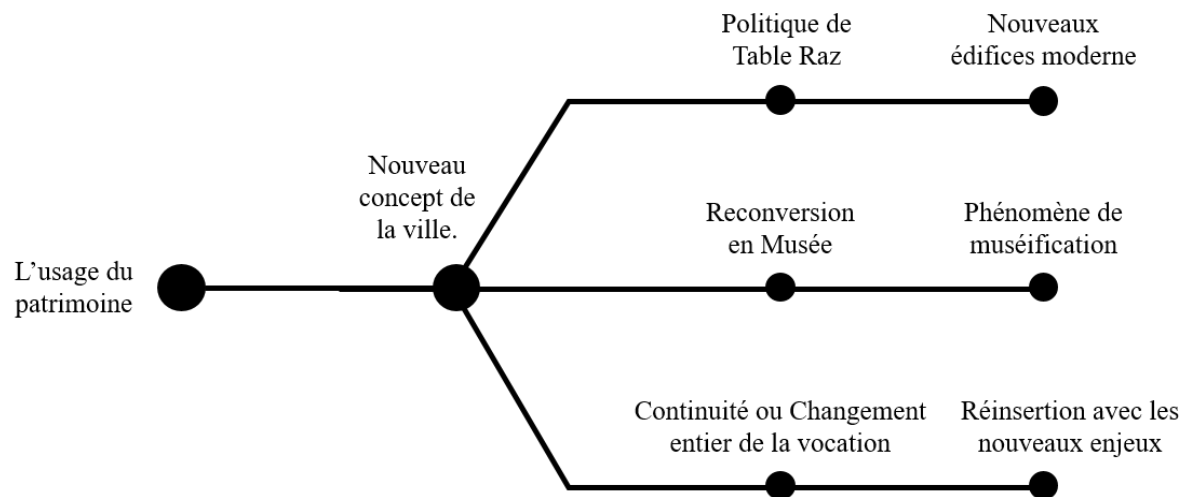 L’usage du
patrimoine
Nouveau
concept de
la ville.
Politique de
Table Raz
Nouveaux
édifices moderne
Reconversion
en Musée
Phénomène de
muséification
Continuité ou Changement
entier de la vocation
Réinsertion avec les
nouveaux enjeux